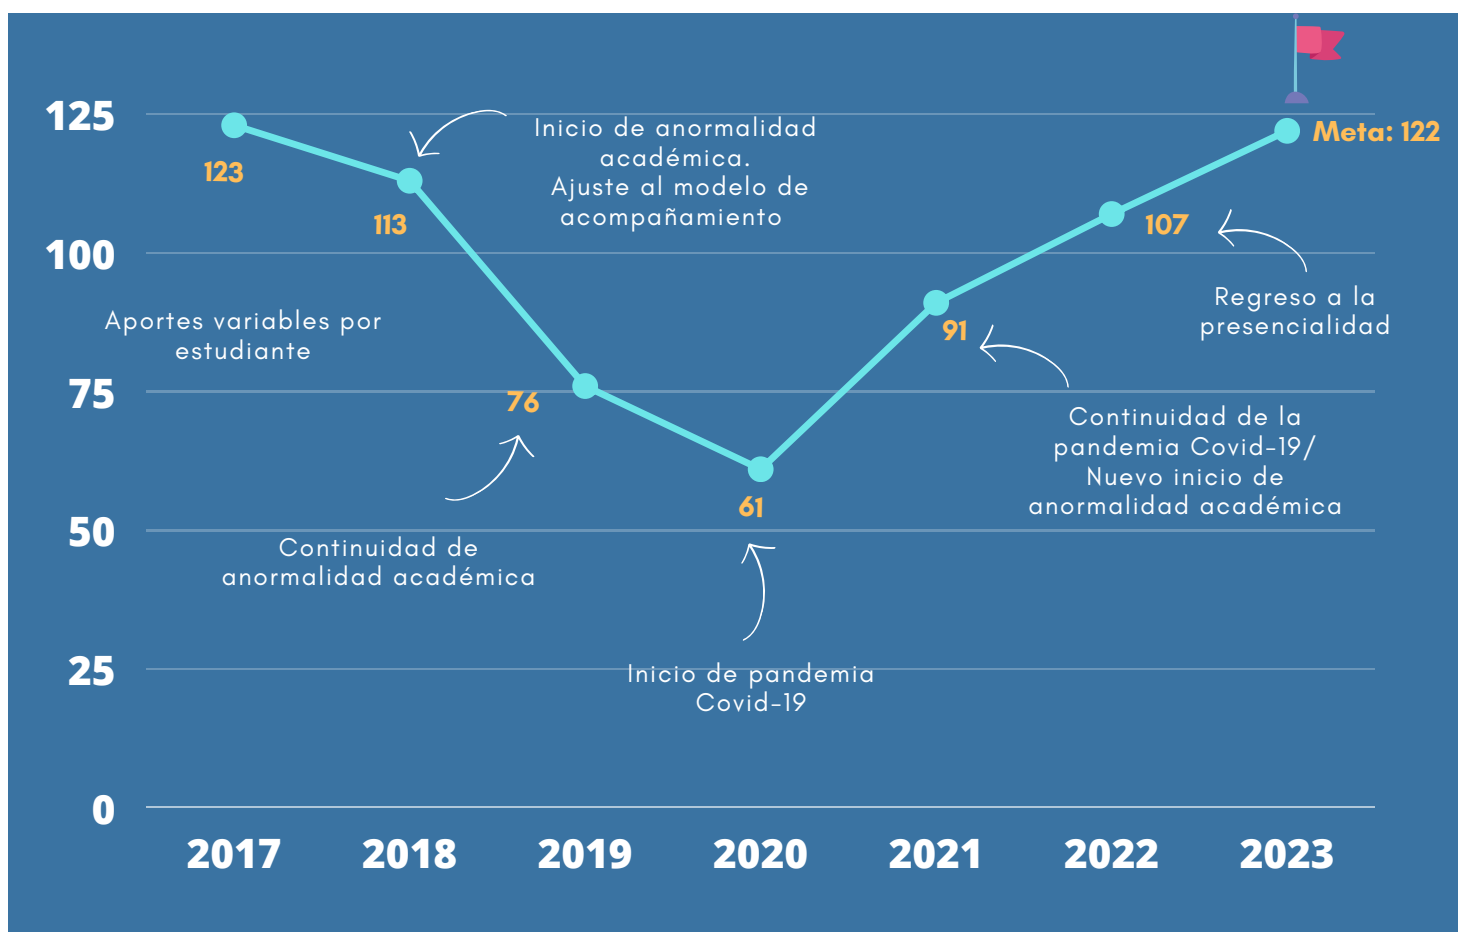 125
Meta: 122
Inicio de anormalidad
académica.
Ajuste al modelo de
acompañamiento
123
113
107
100
Regreso a la
presencialidad
Aportes variables por
estudiante
91
75
76
Continuidad de la
pandemia Covid-19/
Nuevo inicio de
anormalidad académica
61
50
Continuidad de
anormalidad académica
25
Inicio de pandemia
Covid-19
0
2017 2018 2019 2020 2021 2022 2023